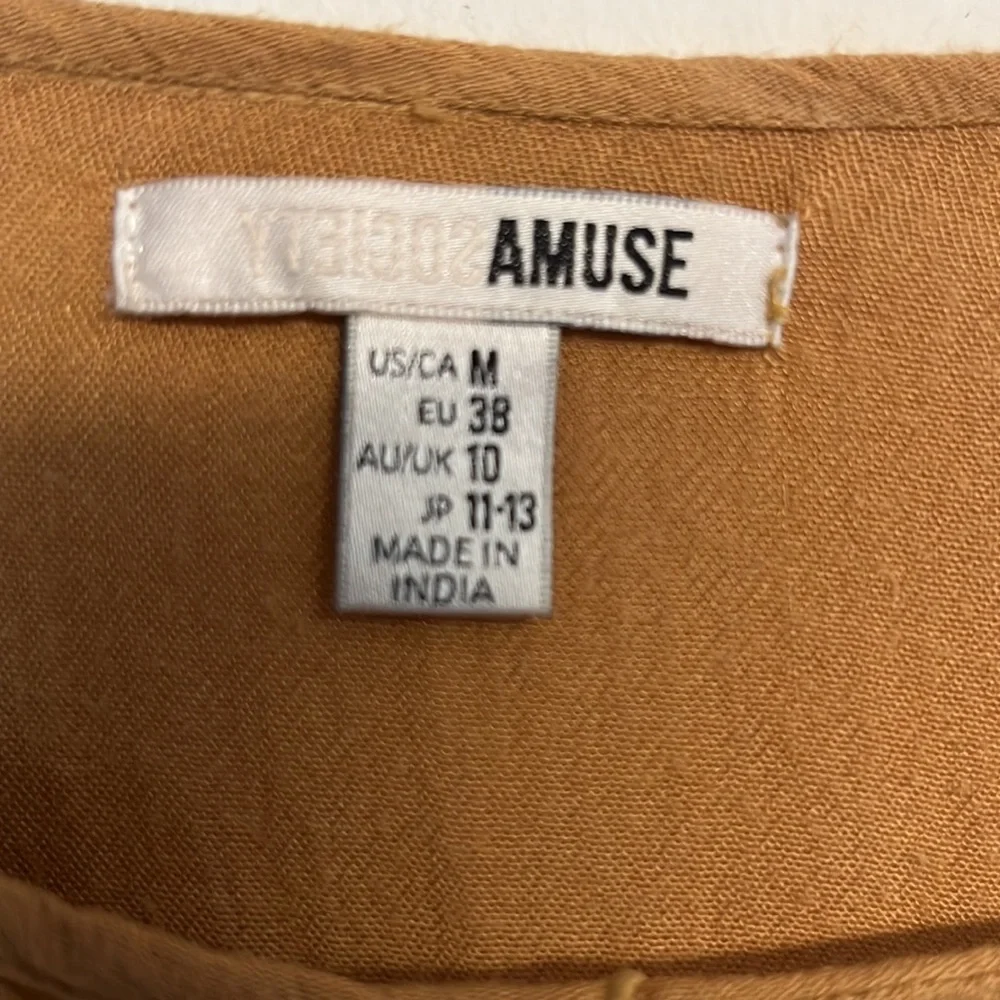 SOCIETY AMUSE
US/CA M
EU 38
AU/UK 10
JP 11-13
MADE IN
INDIA